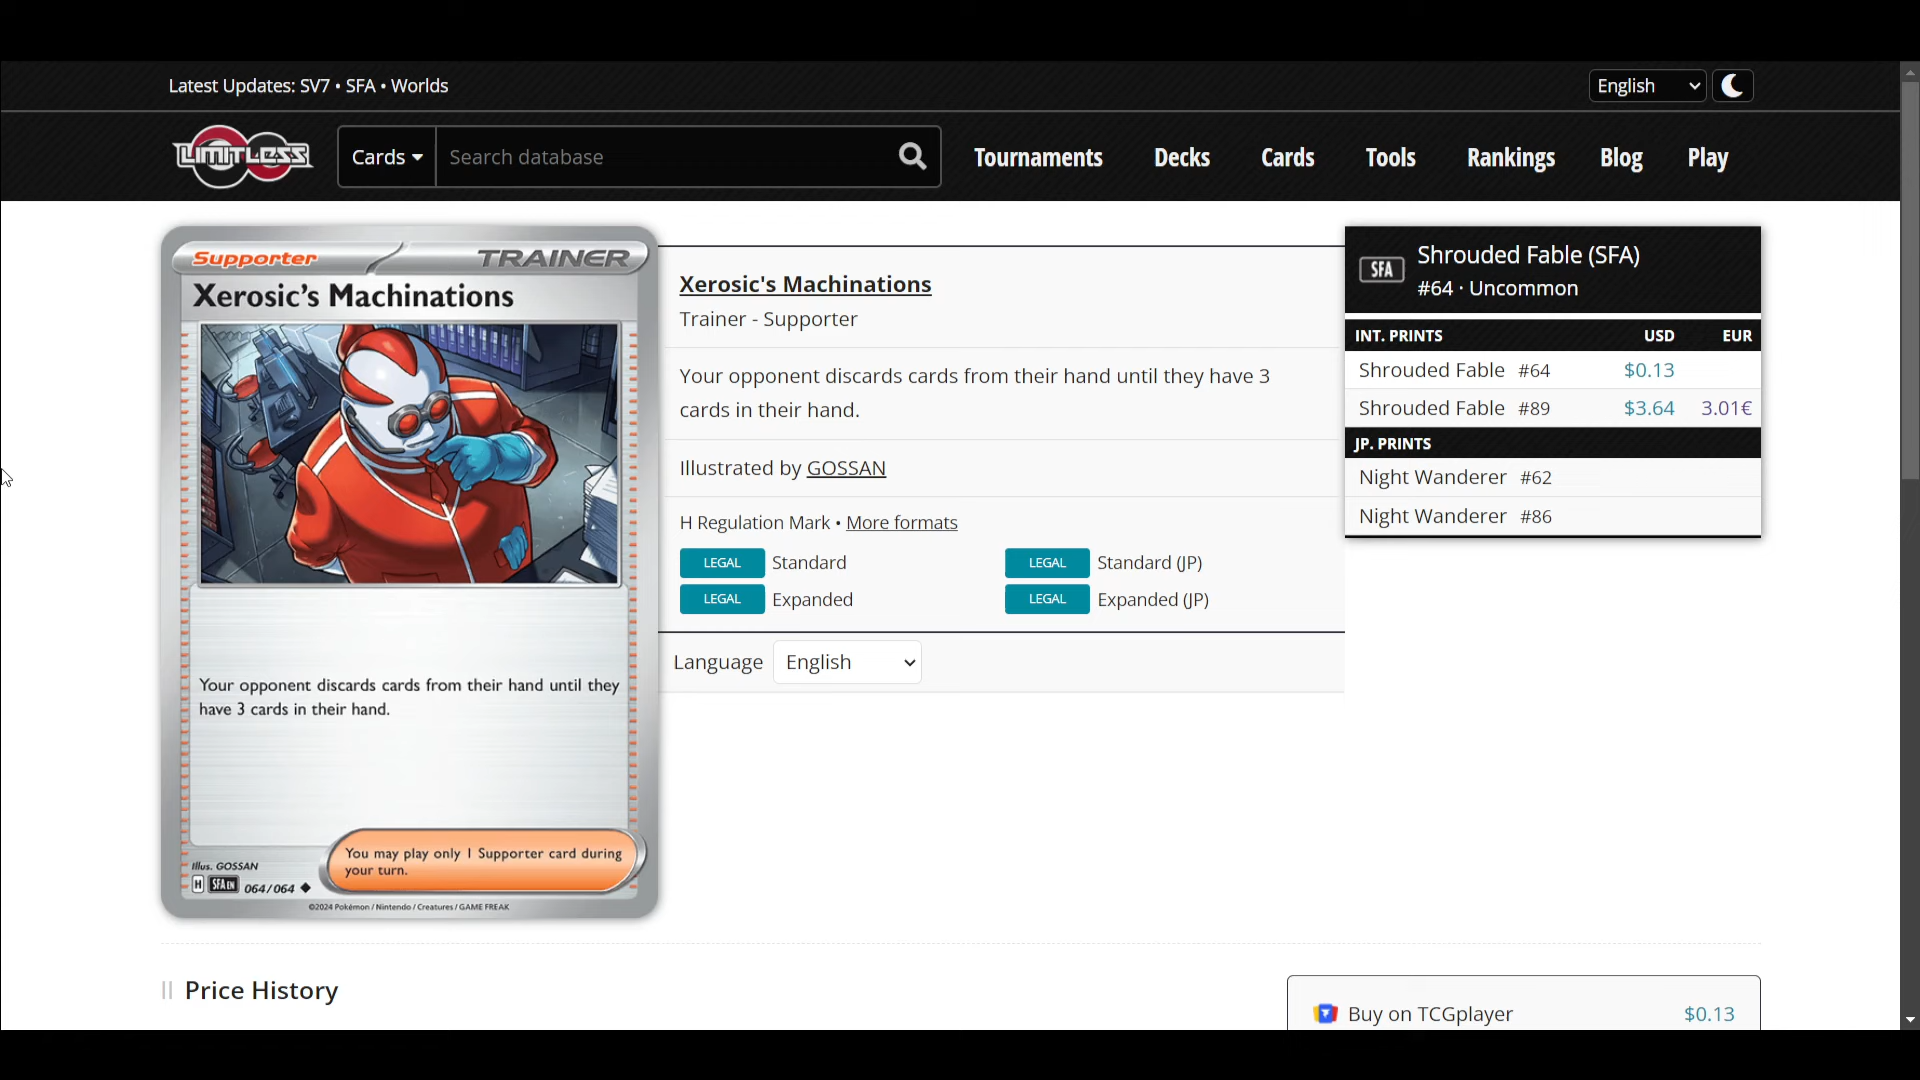 Latest Updates: SV7 • SFA • Worlds
English
LIMITLESS
Cards
Search database
Tournaments
Decks
Cards
Tools
Rankings
Blog
Play
Supporter
TRAINER
Xerosic's Machinations
Your opponent discards cards from their hand until they
have 3 cards in their hand.
You may play only 1 Supporter card during
your turn.
Illus. GOSSAN
H SFA EN 064/064
©2024 Pokémon / Nintendo / Creatures / GAME FREAK
Xerosic's Machinations
Trainer - Supporter
Your opponent discards cards from their hand until they have 3
cards in their hand.
Illustrated by GOSSAN
H Regulation Mark • More formats
LEGAL Standard
LEGAL Standard (JP)
LEGAL Expanded
LEGAL Expanded (JP)
Language English
SFA
Shrouded Fable (SFA)
#64 · Uncommon
INT. PRINTS USD EUR
Shrouded Fable #64 $0.13
Shrouded Fable #89 $3.64 3.01€
JP. PRINTS
Night Wanderer #62
Night Wanderer #86
Price History
Buy on TCGplayer $0.13